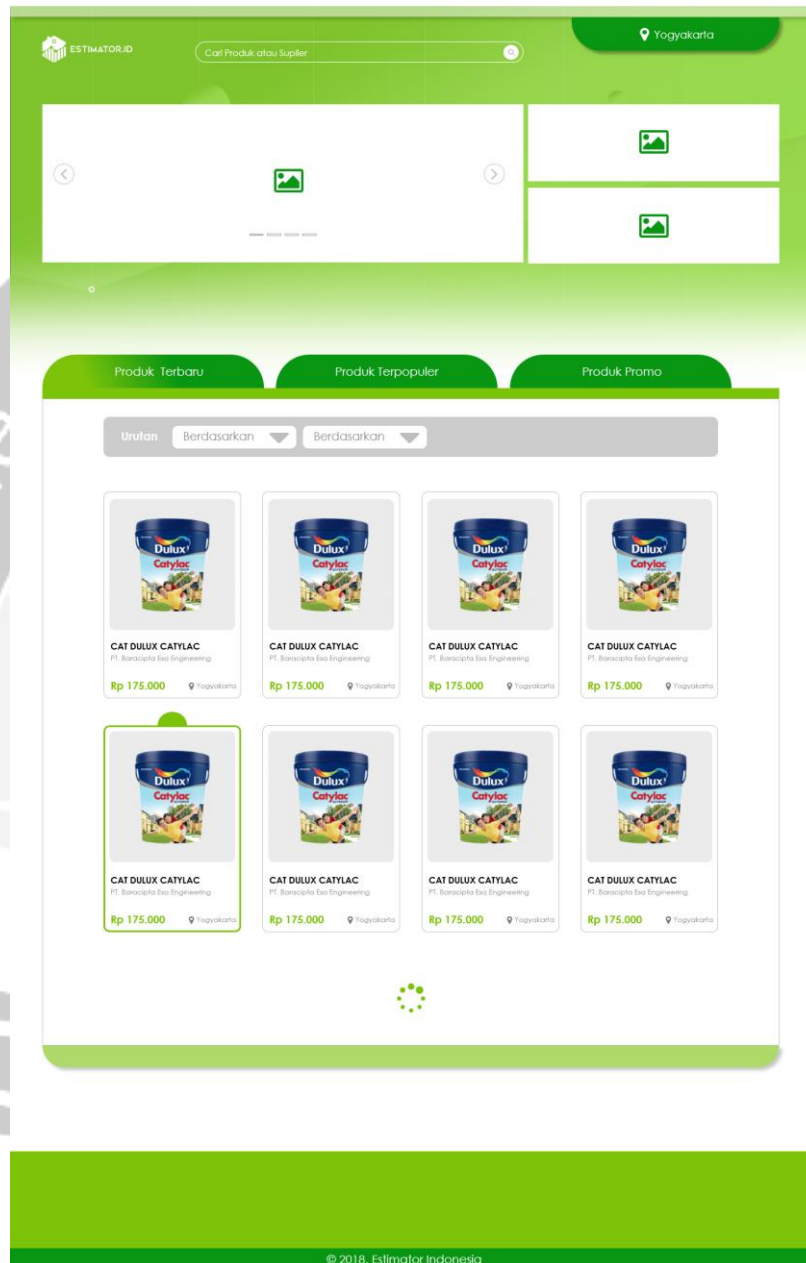 ESTIMATOR.ID
Cari Produk atau Suplier
Yogyakarta
Produk Terbaru
Produk Terpopuler
Produk Promo
Urutan
Berdasarkan
Berdasarkan
Dulux
Catylac
Dulux
Catylac
Dulux
Catylac
Dulux
Catylac
CAT DULUX CATYLAC
PT. Baracipta Esa Engineering
Rp 175.000
Yogyakarta
CAT DULUX CATYLAC
PT. Baracipta Esa Engineering
Rp 175.000
Yogyakarta
CAT DULUX CATYLAC
PT. Baracipta Esa Engineering
Rp 175.000
Yogyakarta
CAT DULUX CATYLAC
PT. Baracipta Esa Engineering
Rp 175.000
Yogyakarta
Dulux
Catylac
Dulux
Catylac
Dulux
Catylac
Dulux
Catylac
CAT DULUX CATYLAC
PT. Baracipta Esa Engineering
Rp 175.000
Yogyakarta
CAT DULUX CATYLAC
PT. Baracipta Esa Engineering
Rp 175.000
Yogyakarta
CAT DULUX CATYLAC
PT. Baracipta Esa Engineering
Rp 175.000
Yogyakarta
CAT DULUX CATYLAC
PT. Baracipta Esa Engineering
Rp 175.000
Yogyakarta
© 2018. Estimator Indonesia